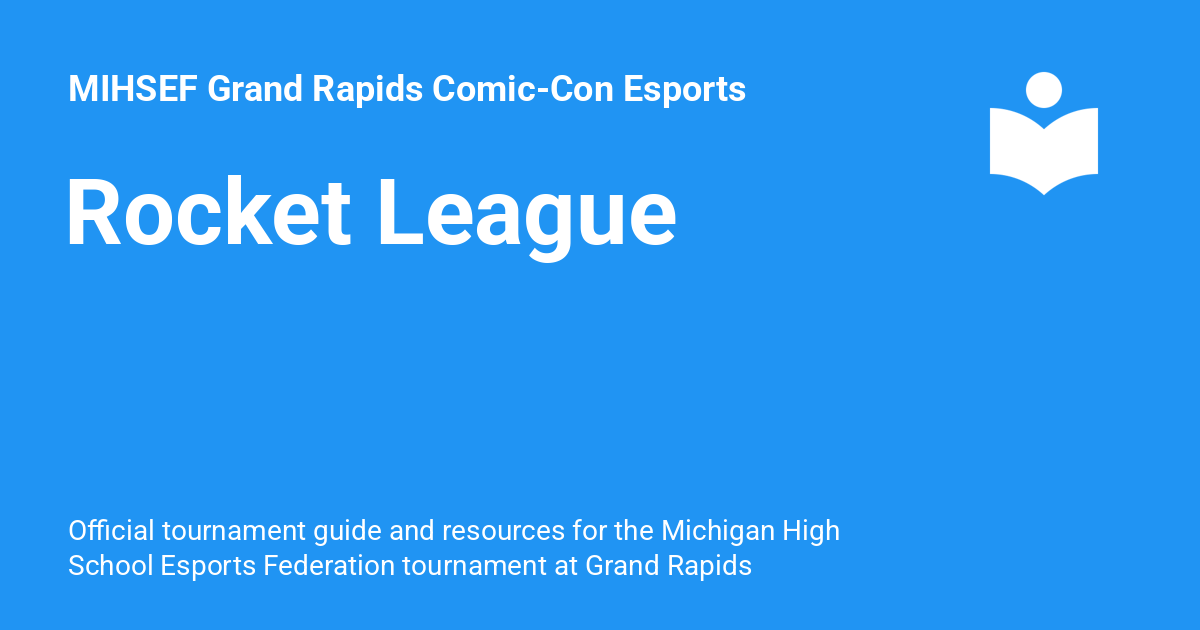 MIHSEF Grand Rapids Comic-Con Esports
Rocket League
Official tournament guide and resources for the Michigan High
School Esports Federation tournament at Grand Rapids